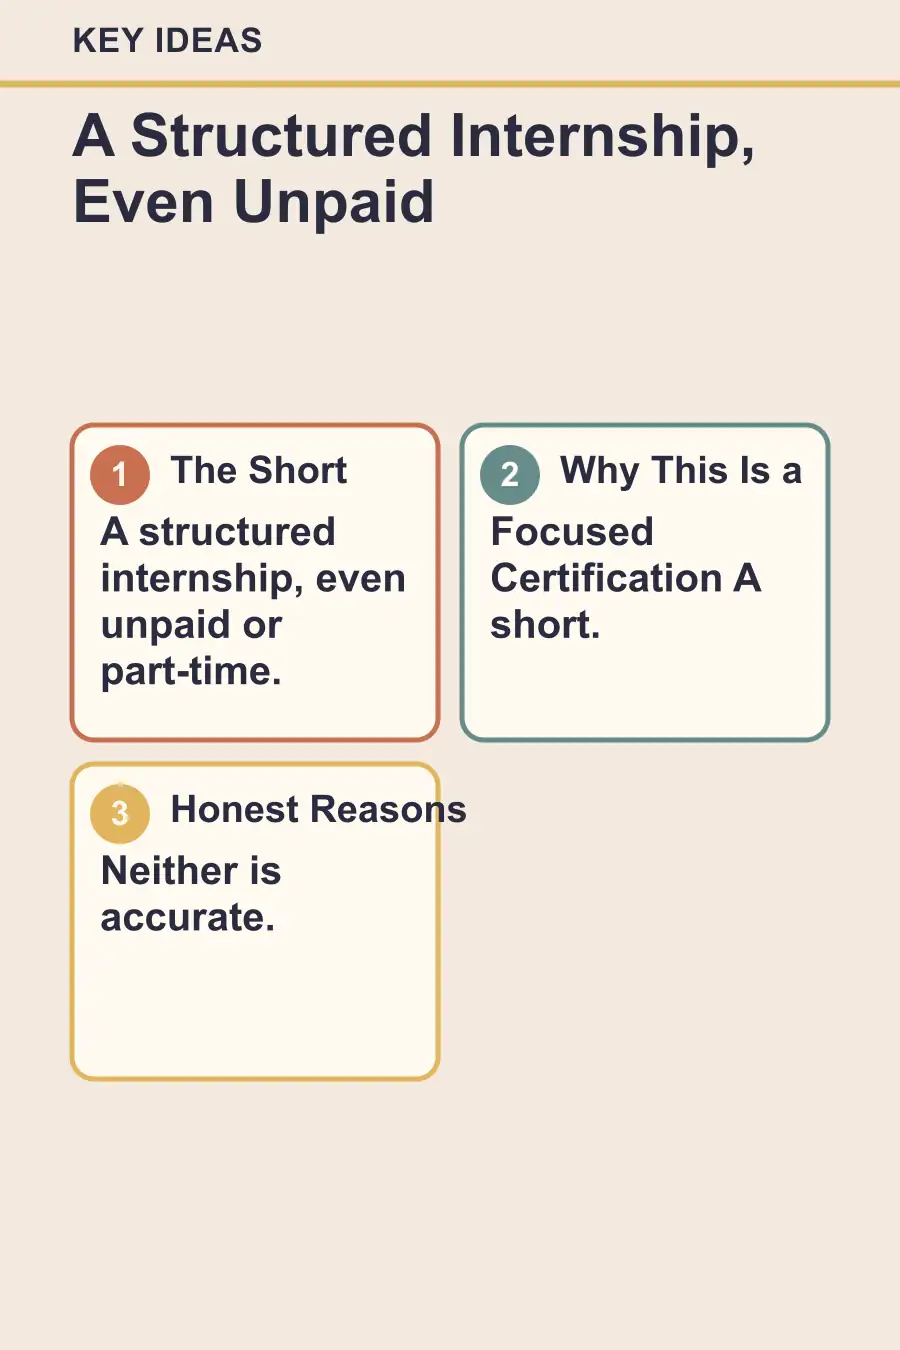 KEY IDEAS
A Structured Internship,
Even Unpaid
1 The Short
A structured
internship, even
unpaid or
part-time.
2 Why This Is a
Focused
Certification A
short.
3 Honest Reasons
Neither is
accurate.